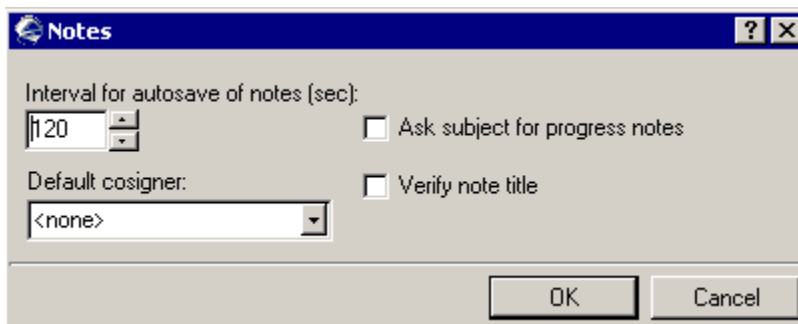 Notes
Interval for autosave of notes (sec):
120
Ask subject for progress notes
Default cosigner:
Verify note title
<none>
OK
Cancel